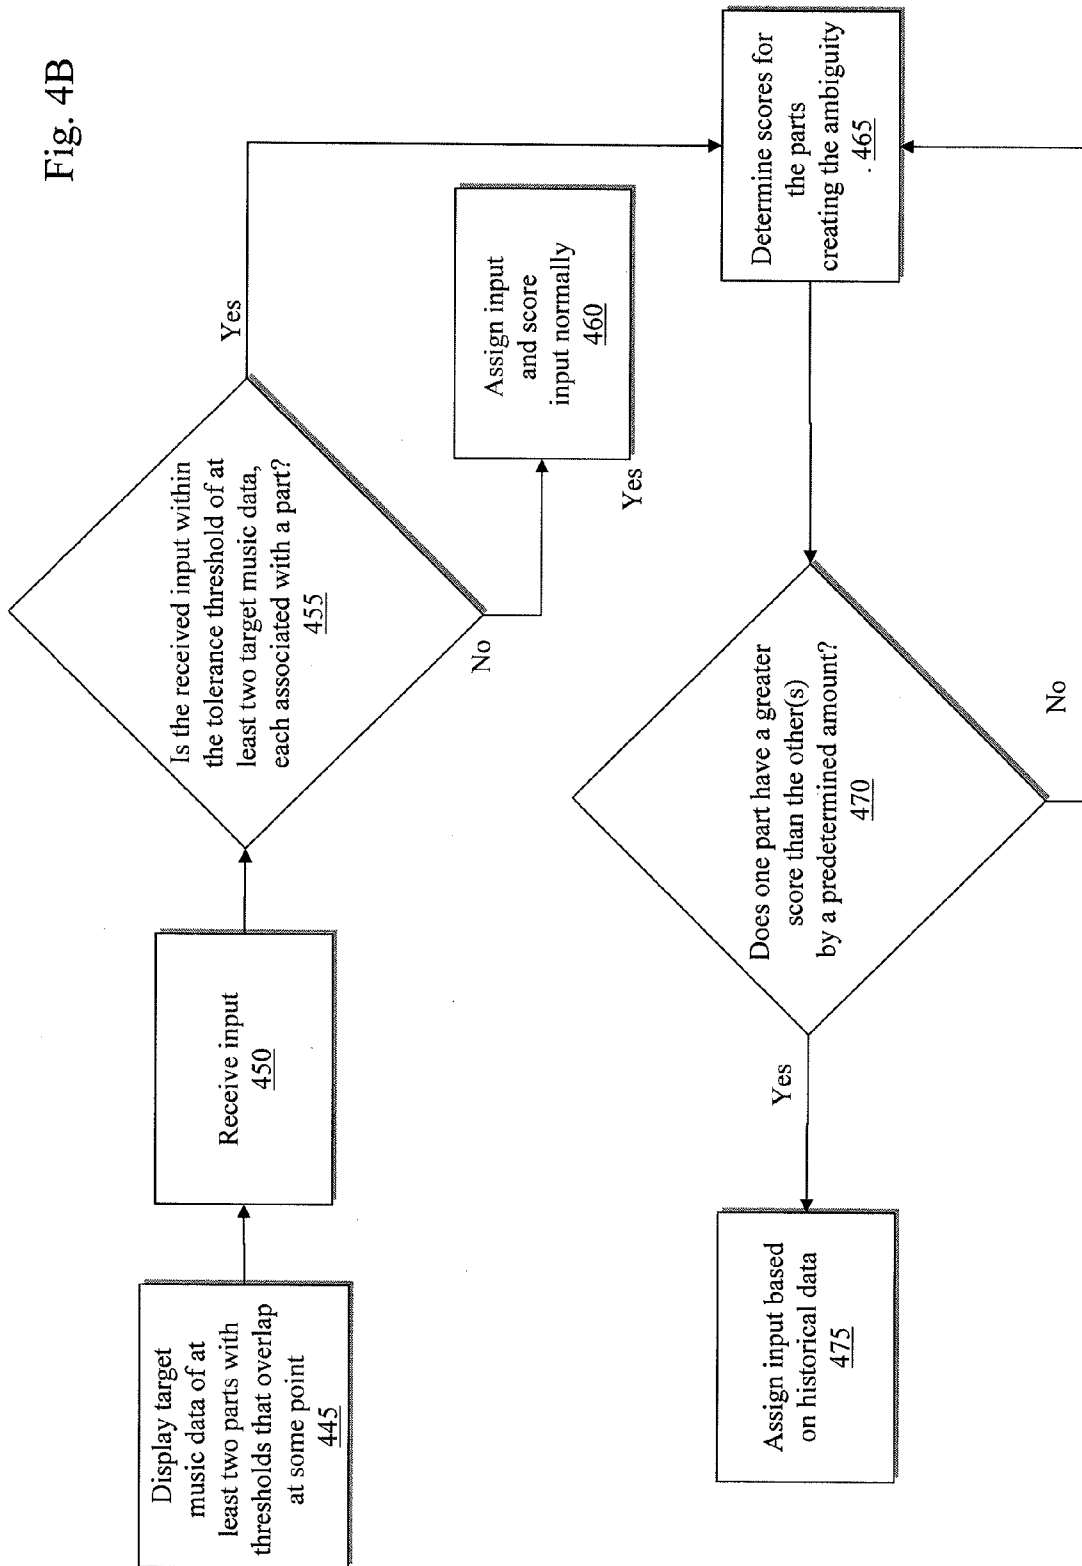 Fig. 4B
Display target
music data of at
least two parts with
thresholds that overlap
at some point
445
Receive input
450
Is the received input within
the tolerance threshold of at
least two target music data,
each associated with a part?
455
Yes
No
Assign input
and score
input normally
460
Yes
Determine scores for
the parts
creating the ambiguity
. 465
Does one part have a greater
score than the other(s)
by a predetermined amount?
470
No
Yes
Assign input based
on historical data
475